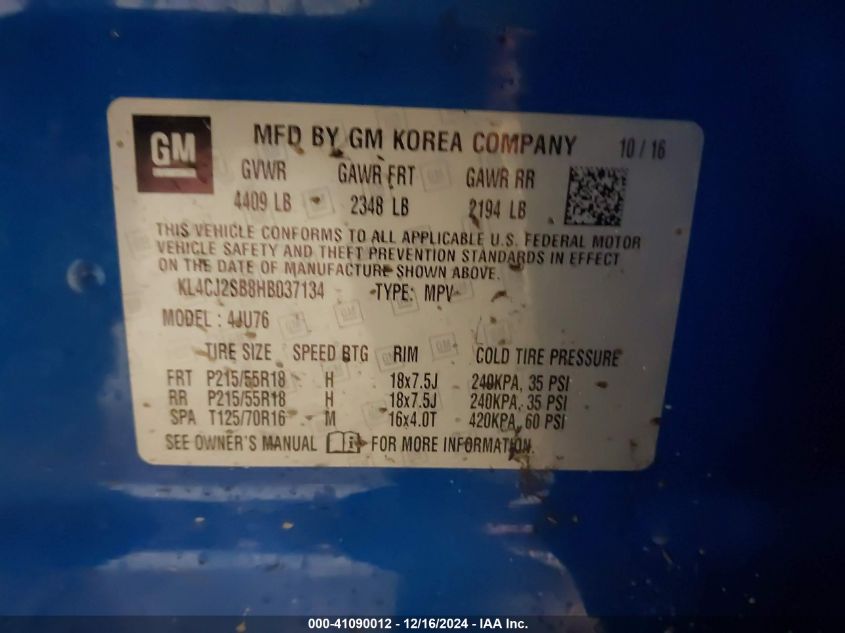 GM MFD BY GM KOREA COMPANY 10 / 16
GVWR GAWR FRT GAWR RR
4409 LB 2348 LB 2194 LB
THIS VEHICLE CONFORMS TO ALL APPLICABLE U.S. FEDERAL MOTOR
VEHICLE SAFETY AND THEFT PREVENTION STANDARDS IN EFFECT
ON THE DATE OF MANUFACTURE SHOWN ABOVE.
KL4CJ2SB8HB037134 TYPE: MPV
MODEL : 4JU76
TIRE SIZE SPEED BTG RIM COLD TIRE PRESSURE
FRT P215/55R18 H 18x7.5J 240KPA, 35 PSI
RR P215/55R18 H 18x7.5J 240KPA, 35 PSI
SPA T125/70R16 M 16x4.0T 420KPA, 60 PSI
SEE OWNER'S MANUAL FOR MORE INFORMATION.
000-41090012 - 12/16/2024 - IAA Inc.